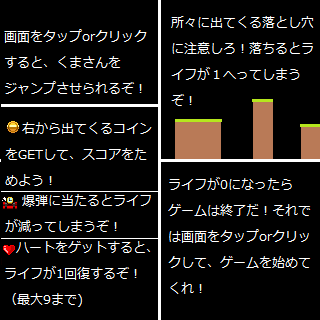 画面をタップorクリック
すると、くまさんを
ジャンプさせられるぞ！
右から出てくるコイン
をGETして、スコアをた
めよう！
爆弾に当たるとライフ
が減ってしまうぞ！
ハートをゲットすると、
ライフが1回復するぞ！
（最大9まで)
所々に出てくる落とし穴
に注意しろ！落ちるとラ
イフが１へってしまう
ぞ！
ライフが0になったら
ゲームは終了だ！それで
は画面をタップorクリッ
クして、ゲームを始めて
くれ！